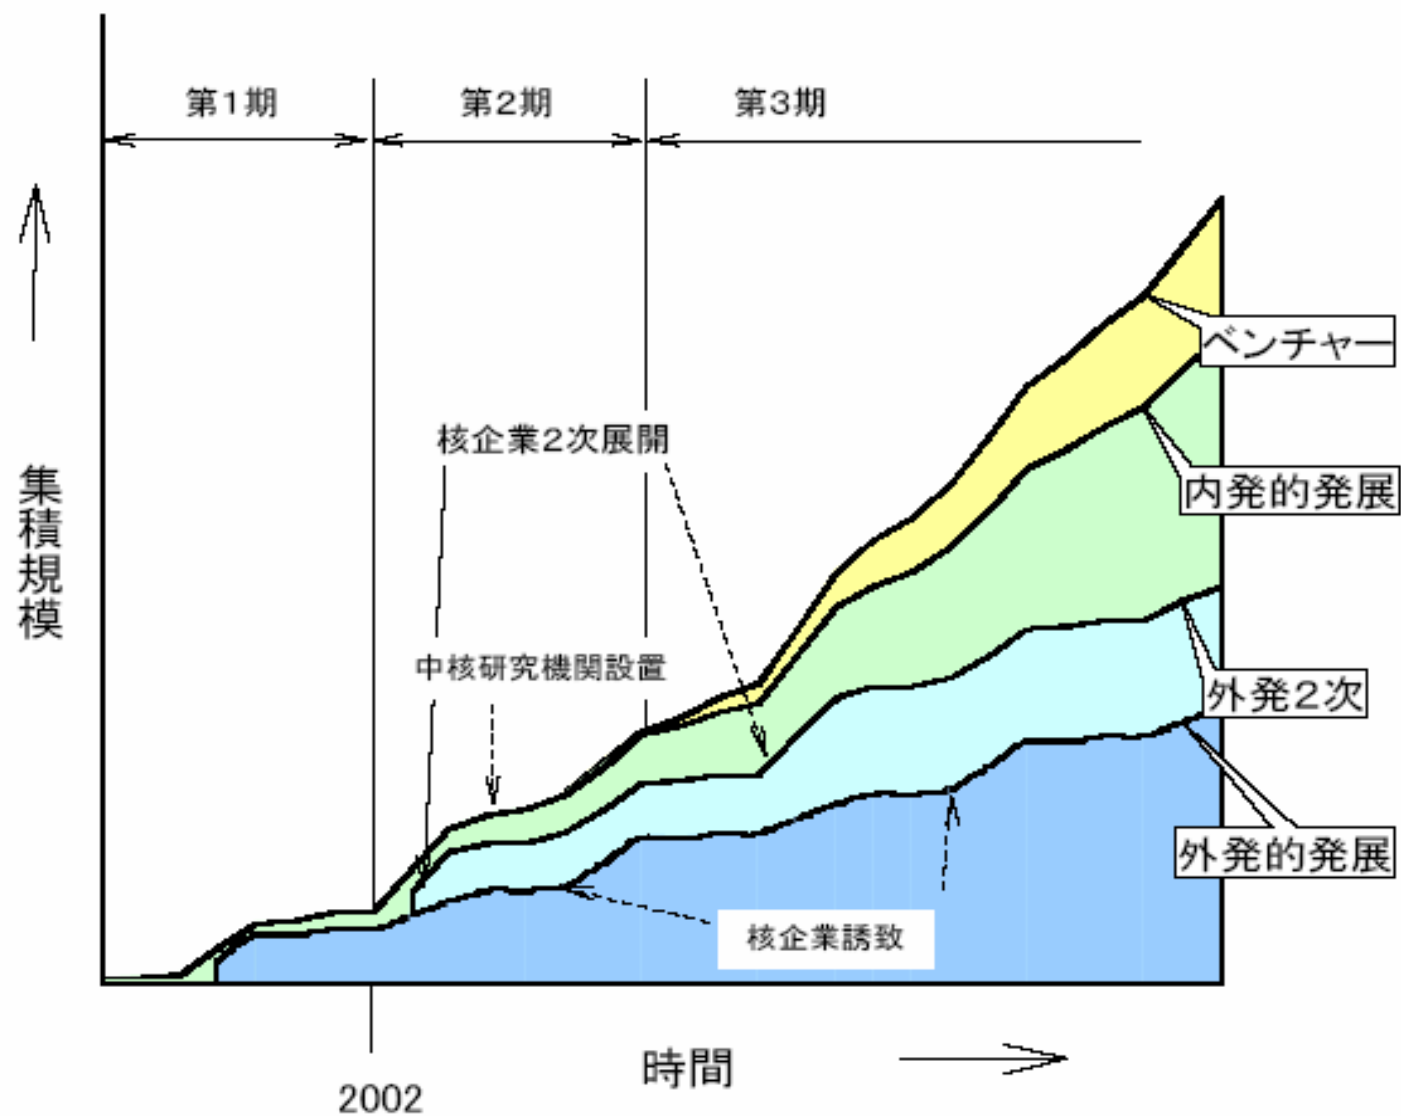 第１期
第２期
第３期
ベンチャー
核企業２次展開
内発的発展
集積規模
中核研究機関設置
外発２次
外発的発展
核企業誘致
時間
2002